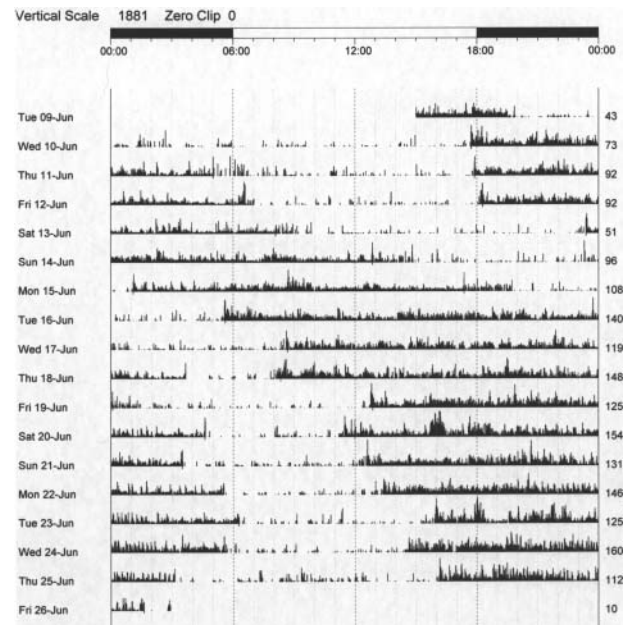 Vertical Scale 1881 Zero Clip 0
00:00 06:00 12:00 18:00 00:00
Tue 09-Jun 43
Wed 10-Jun 73
Thu 11-Jun 92
Fri 12-Jun 92
Sat 13-Jun 51
Sun 14-Jun 96
Mon 15-Jun 108
Tue 16-Jun 140
Wed 17-Jun 119
Thu 18-Jun 148
Fri 19-Jun 125
Sat 20-Jun 154
Sun 21-Jun 131
Mon 22-Jun 146
Tue 23-Jun 125
Wed 24-Jun 160
Thu 25-Jun 112
Fri 26-Jun 10